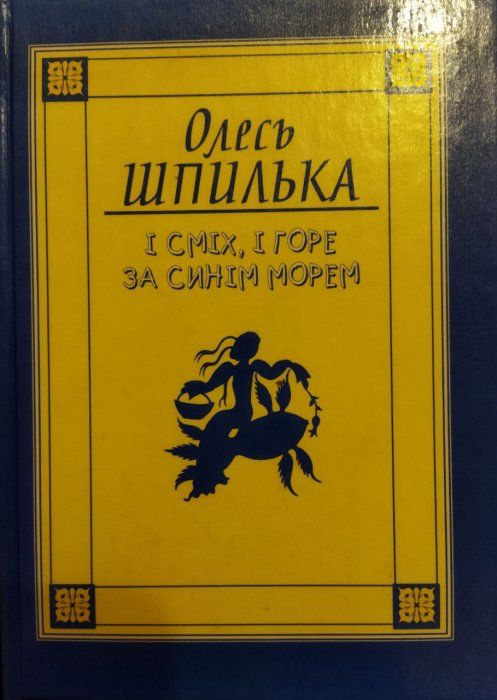 Олесь
ШПИЛЬКА
І СМІХ, І ГОРЕ
ЗА СИНІМ МОРЕМ